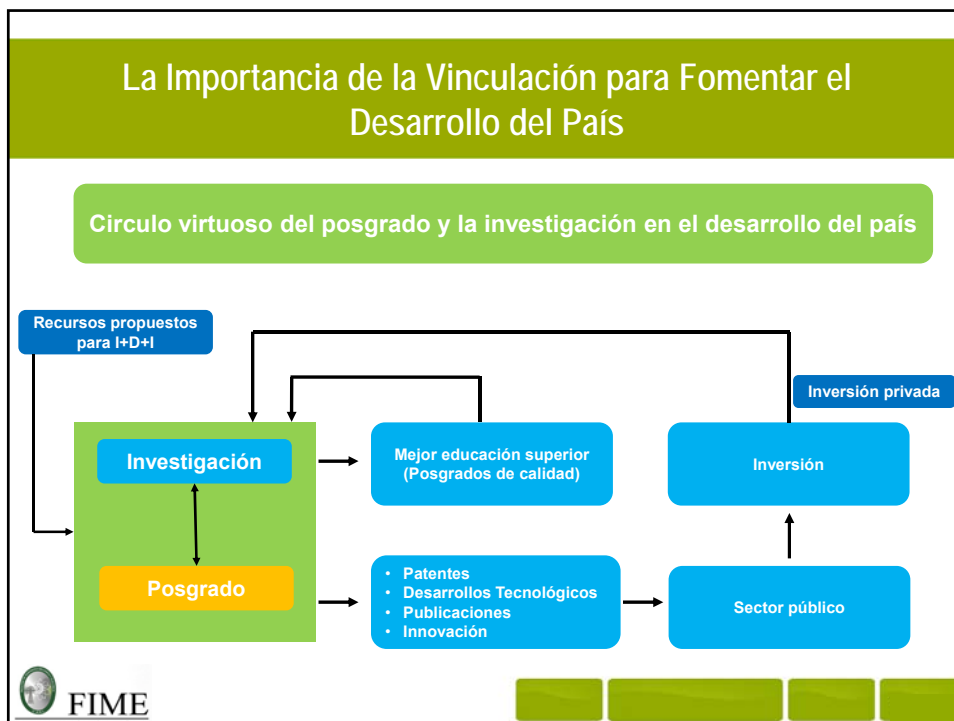 La Importancia de la Vinculación para Fomentar el
Desarrollo del País
Circulo virtuoso del posgrado y la investigación en el desarrollo del país
Recursos propuestos
para I+D+I
Inversión privada
Investigación
Mejor educación superior
(Posgrados de calidad)
Inversión
Posgrado
• Patentes
• Desarrollos Tecnológicos
• Publicaciones
• Innovación
Sector público
FIME